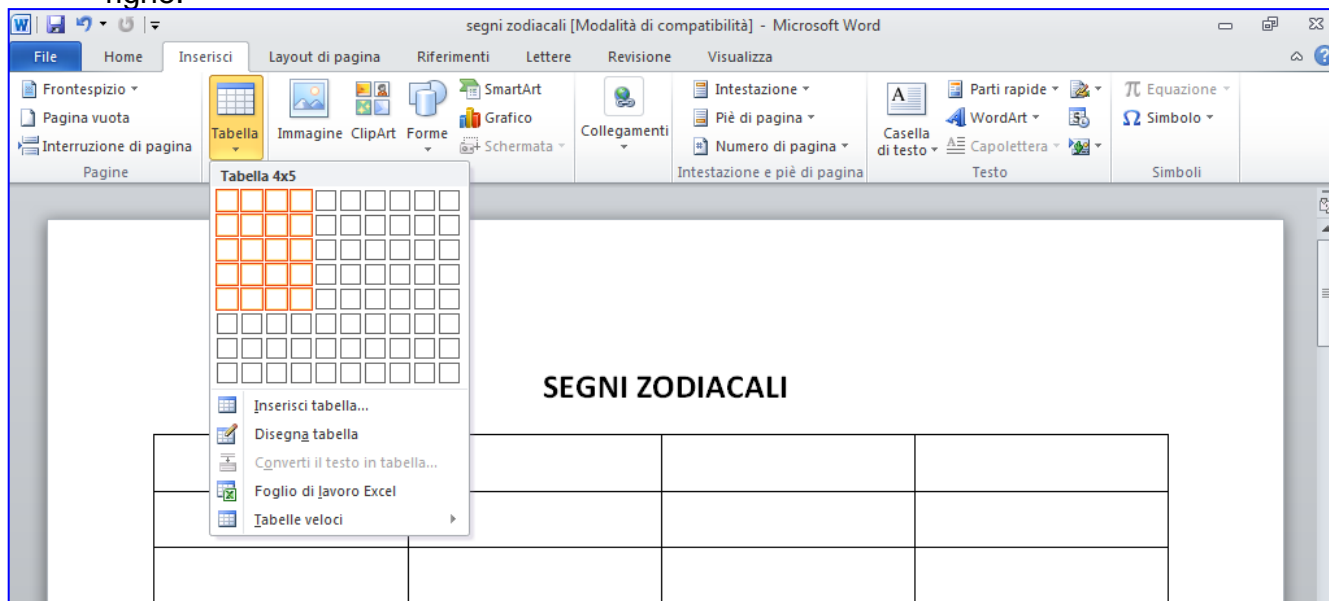 righe.
segni zodiacali [Modalità di compatibilità] - Microsoft Word
File Home Inserisci Layout di pagina Riferimenti Lettere Revisione Visualizza
Frontespizio
Pagina vuota
Interruzione di pagina
Pagine
Tabella
Immagine ClipArt Forme
SmartArt
Grafico
Schermata
Collegamenti
Intestazione
Piè di pagina
Numero di pagina
Intestazione e piè di pagina
Casella
di testo
Parti rapide
WordArt
Capolettera
Testo
Equazione
Simbolo
Simboli
Tabella 4x5
Inserisci tabella...
Disegna tabella
Converti il testo in tabella...
Foglio di lavoro Excel
Tabelle veloci
SEGNI ZODIACALI